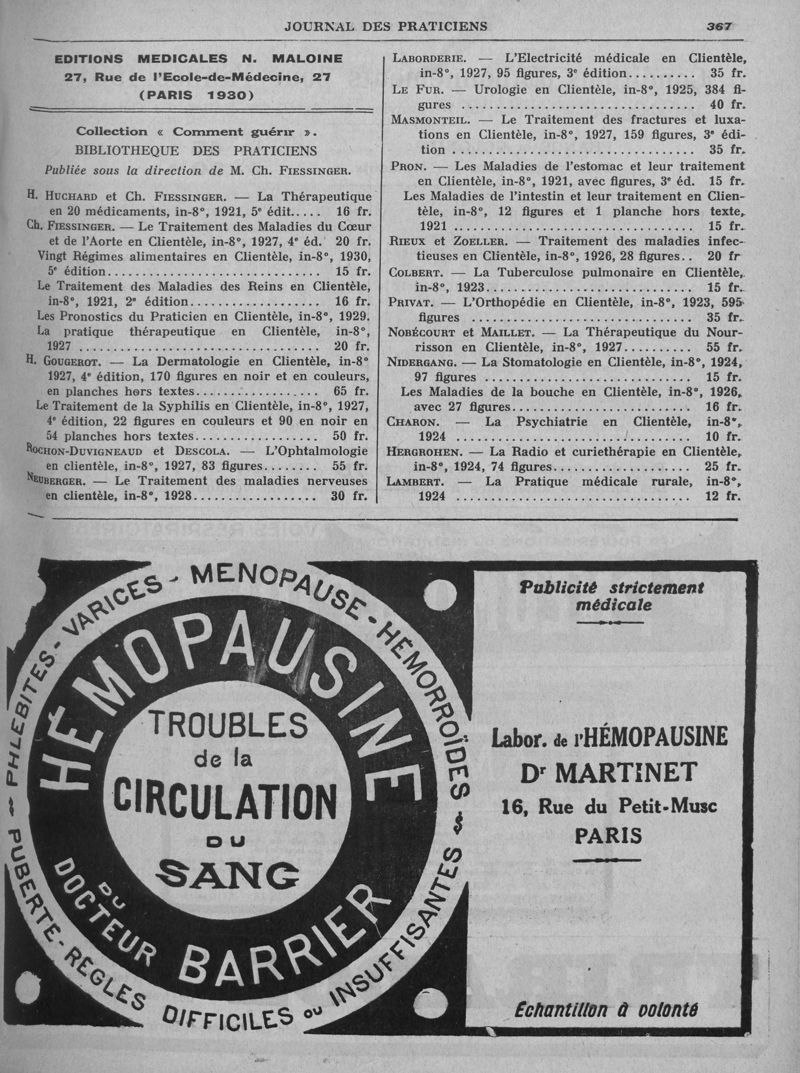 JOURNAL DES PRATICIENS 367
EDITIONS MEDICALES N. MALOINE
27, Rue de l'Ecole-de-Médecine, 27
(PARIS 1930)
Collection « Comment guérir ».
BIBLIOTHEQUE DES PRATICIENS
Publiée sous la direction de M. Ch. FIESSINGER.
H. HUCHARD et Ch. FIESSINGER. — La Thérapeutique
en 20 médicaments, in-8°, 1921, 5e édit..... 16 fr.
Ch. FIESSINGER. — Le Traitement des Maladies du Cœur
et de l'Aorte en Clientèle, in-8°, 1927, 4e éd. 20 fr.
Vingt Régimes alimentaires en Clientèle, in-8°, 1930,
5e édition............................. 15 fr.
Le Traitement des Maladies des Reins en Clientèle,
in-8°, 1921, 2e édition.................. 16 fr.
Les Pronostics du Praticien en Clientèle, in-8°, 1929.
La pratique thérapeutique en Clientèle, in-8°,
1927 ................................. 20 fr.
H. GOUGEROT. — La Dermatologie en Clientèle, in-8°
1927, 4e édition, 170 figures en noir et en couleurs,
en planches hors textes.................. 65 fr.
Le Traitement de la Syphilis en Clientèle, in-8°, 1927,
4e édition, 22 figures en couleurs et 90 en noir en
54 planches hors textes.................. 50 fr.
ROCHON-DUVIGNEAUD et DESCOLA. — L'Ophtalmologie
en clientèle, in-8°, 1927, 83 figures........ 55 fr.
NEUBERGER. — Le Traitement des maladies nerveuses
en clientèle, in-8°, 1928.................. 30 fr.
LABORDERIE. — L'Electricité médicale en Clientèle,
in-8°, 1927, 95 figures, 3e édition.......... 35 fr.
LE FUR. — Urologie en Clientèle, in-8°, 1925, 384 fi-
gures .................................. 40 fr.
MASMONTEIL. — Le Traitement des fractures et luxa-
tions en Clientèle, in-8°, 1927, 159 figures, 3e édi-
tion ................................... 35 fr.
PRON. — Les Maladies de l'estomac et leur traitement
en Clientèle, in-8°, 1921, avec figures, 3e éd. 15 fr.
Les Maladies de l'intestin et leur traitement en Clien-
tèle, in-8°, 12 figures et 1 planche hors texte,
1921 ................................... 15 fr.
RIEUX et ZOELLER. — Traitement des maladies infec-
tieuses en Clientèle, in-8°, 1926, 28 figures.. 20 fr
COLBERT. — La Tuberculose pulmonaire en Clientèle,
in-8°, 1923............................. 15 fr.
PRIVAT. — L'Orthopédie en Clientèle, in-8°, 1923, 595
figures ................................ 35 fr.
NOBÉCOURT et MAILLET. — La Thérapeutique du Nour-
risson en Clientèle, in-8°, 1927.......... 55 fr.
NIDERGANG. — La Stomatologie en Clientèle, in-8°, 1924,
97 figures .............................. 15 fr.
Les Maladies de la bouche en Clientèle, in-8°, 1926,
avec 27 figures.......................... 16 fr.
CHARON. — La Psychiatrie en Clientèle, in-8°,
1924 ................................... 10 fr.
HERGROHEN. — La Radio et curiethérapie en Clientèle,
in-8°, 1924, 74 figures.................... 25 fr.
LAMBERT. — La Pratique médicale rurale, in-8°,
1924 ................................... 12 fr.
PHLEBITES - VARICES - MENOPAUSE - HÉMORROÏDES
PUBERTE - REGLES DIFFICILES OU INSUFFISANTES
HÉMOPAUSINE
TROUBLES
de la
CIRCULATION
DU
SANG
DU
DOCTEUR BARRIER
Publicité strictement
médicale
Labor. de l'HÉMOPAUSINE
Dr MARTINET
16, Rue du Petit-Musc
PARIS
Échantillon à volonté